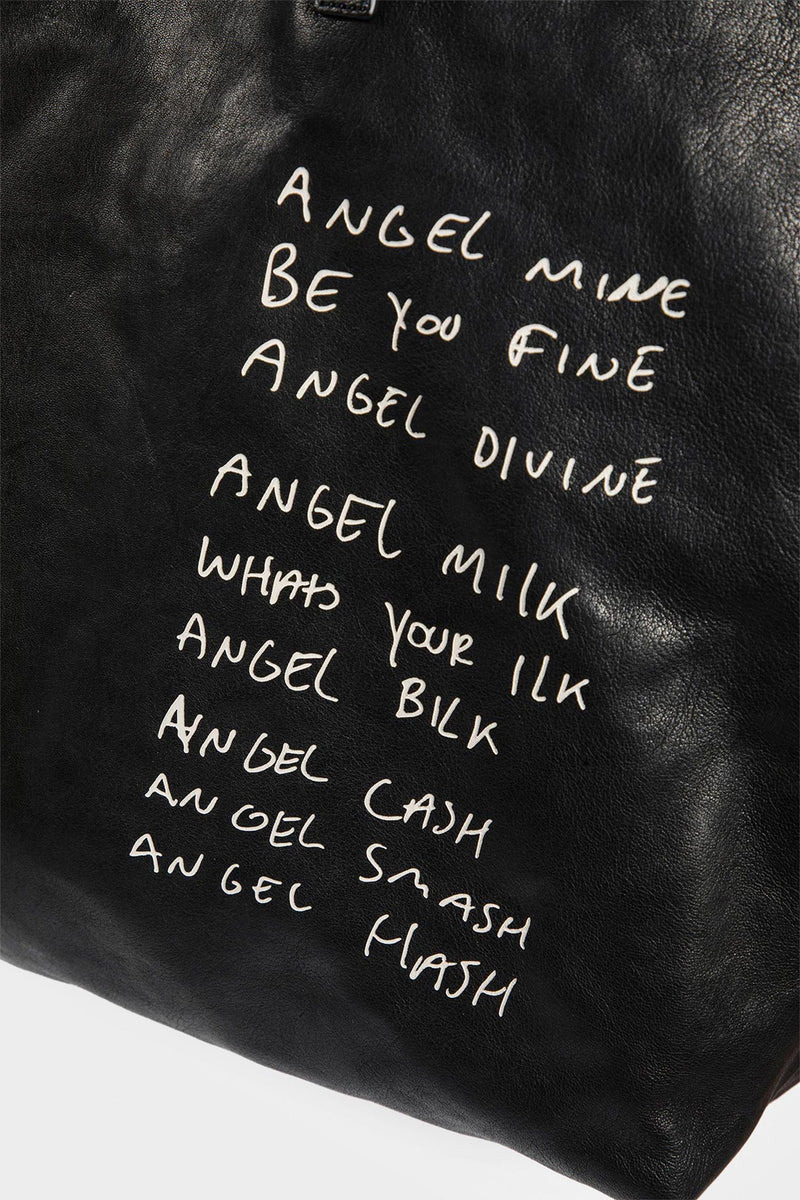 ANGEL MINE
BE YOU FINE
ANGEL DIVINE
ANGEL MILK
WHATS YOUR ILK
ANGEL BILK
ANGEL CASH
ANGEL SMASH
ANGEL HASH